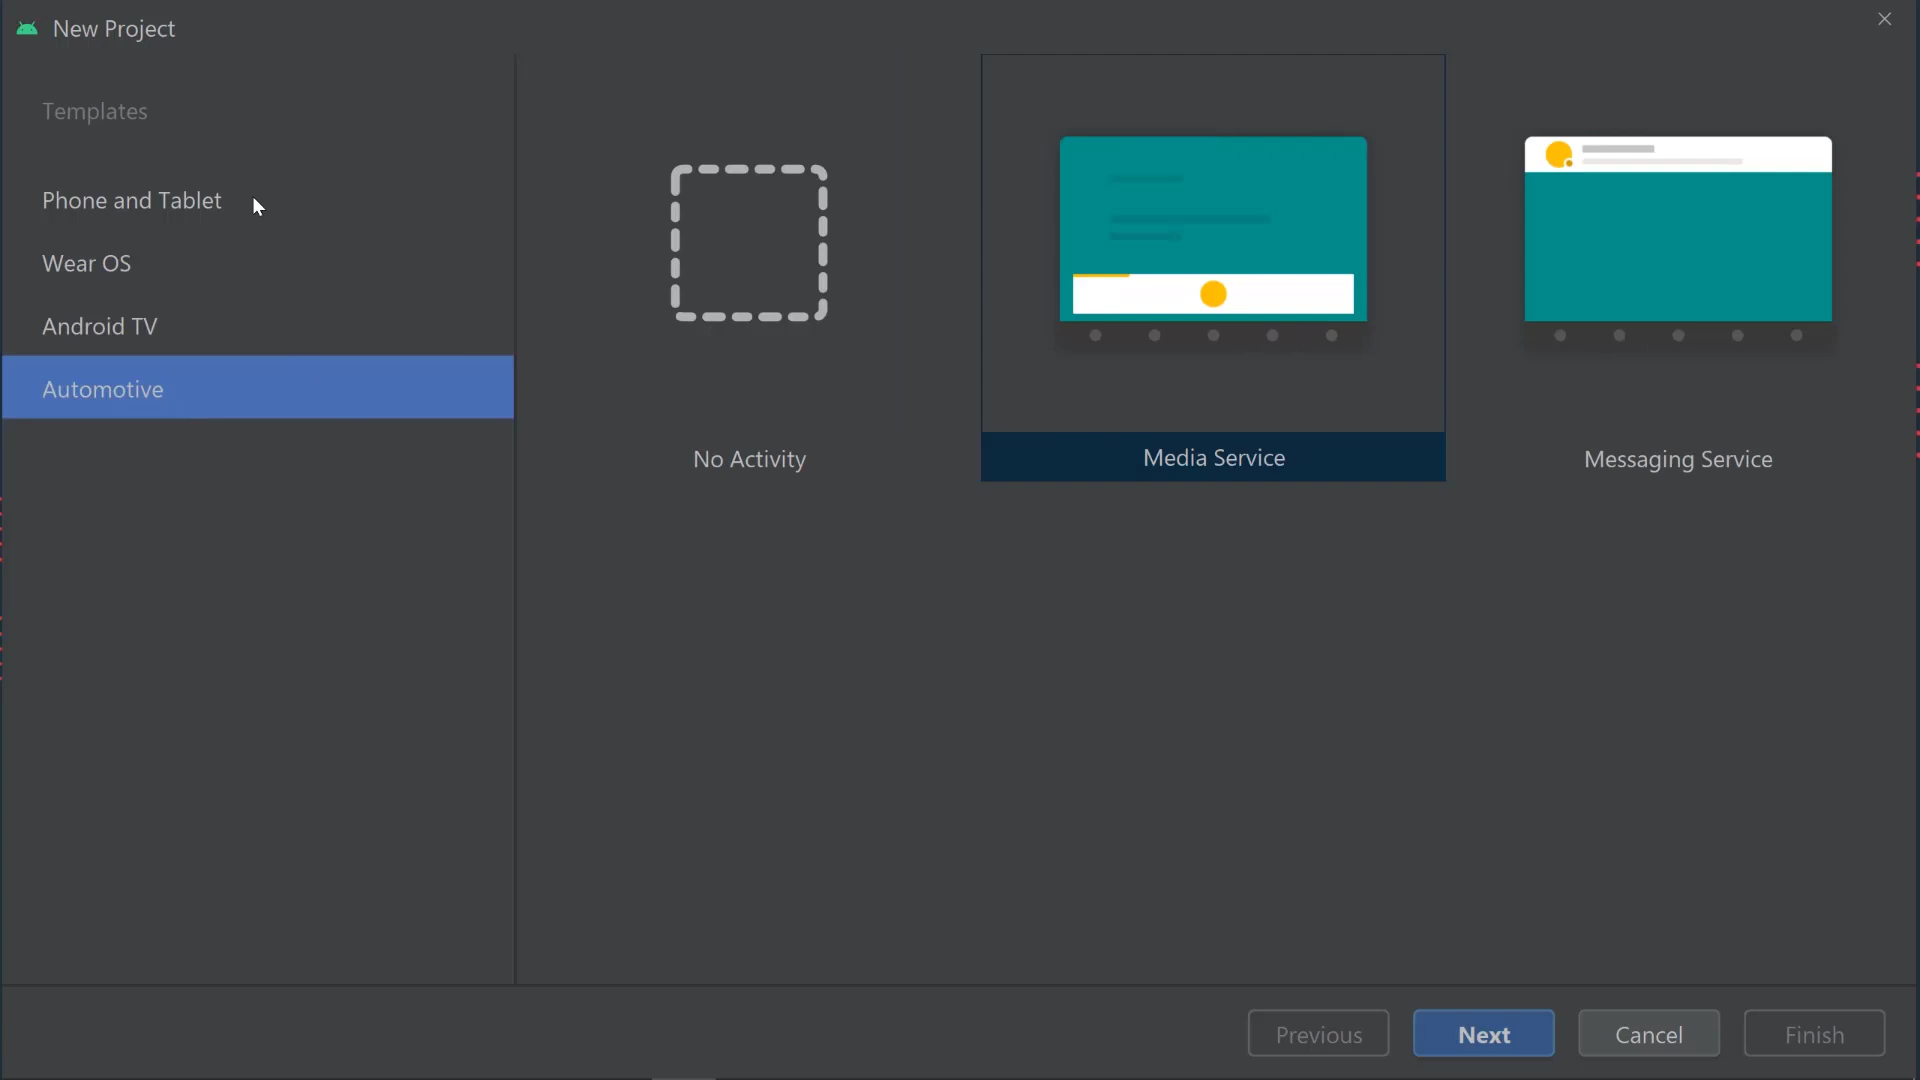 New Project
Templates
Phone and Tablet
Wear OS
Android TV
Automotive
No Activity
Media Service
Messaging Service
Previous
Next
Cancel
Finish